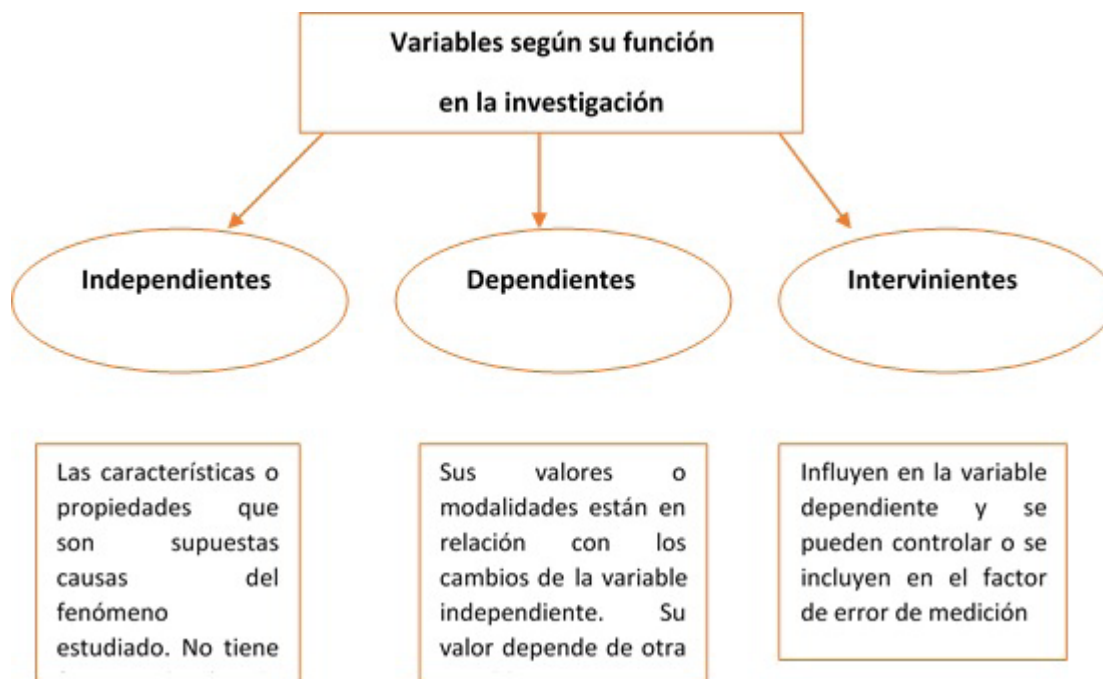 Variables según su función
en la investigación
Independientes
Dependientes
Intervinientes
Las características o
propiedades que
son supuestas
causas del
fenómeno
estudiado. No tiene
Sus valores o
modalidades están en
relación con los
cambios de la variable
independiente. Su
valor depende de otra
Influyen en la variable
dependiente y se
pueden controlar o se
incluyen en el factor
de error de medición